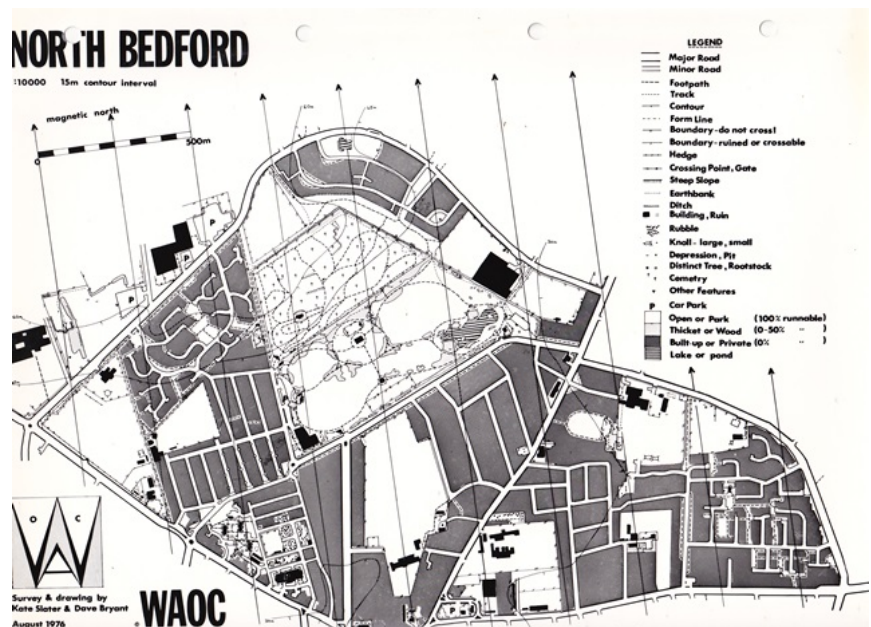 NORTH BEDFORD
:10000 15m contour interval
magnetic north
0
500m
LEGEND
Major Road
Minor Road
Footpath
Track
Contour
Form Line
Boundary-do not cross!
Boundary-ruined or crossable
Hedge
Crossing Point, Gate
Steep Slope
Earthbank
Ditch
Building, Ruin
Rubble
Knoll- large, small
Depression, Pit
Distinct Tree, Rootstock
Cemetry
Other Features
P Car Park
Open or Park (100% runnable)
Thicket or Wood (0-50% " )
Built-up or Private (0% " )
Lake or pond
P
P
P
P
O C
WA
Survey & drawing by
Kate Slater & Dave Bryant
August 1976
WAOC